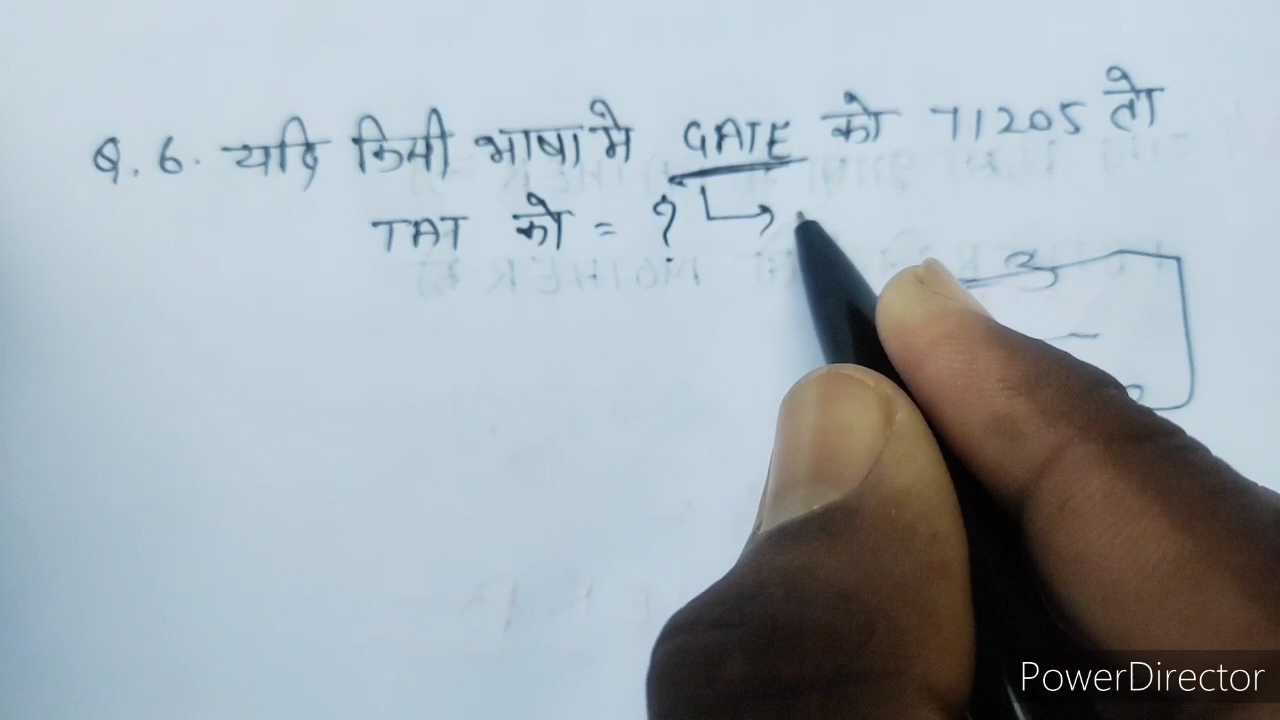 Q. 6. यदि किसी भाषा मे GATE को 71205 तो
TAT को = ?
PowerDirector